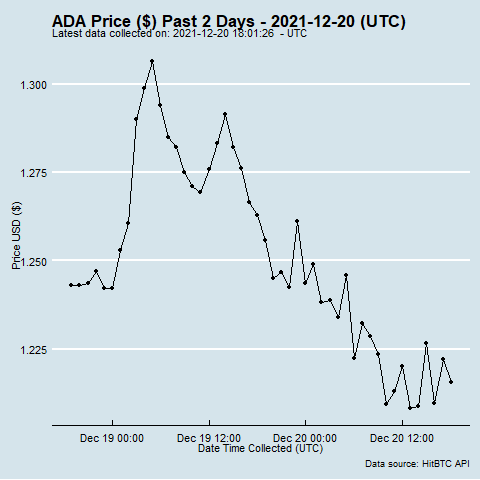 ADA Price ($) Past 2 Days - 2021-12-20 (UTC)
Latest data collected on: 2021-12-20 18:01:26  - UTC
Price USD ($)
1.300
1.275
1.250
1.225
Dec 19 00:00 Dec 19 12:00 Dec 20 00:00 Dec 20 12:00
Date Time Collected (UTC)
Data source: HitBTC API